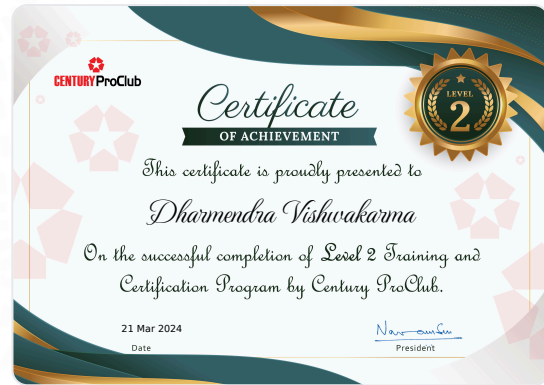 CENTURY ProClub
Certificate
OF ACHIEVEMENT
LEVEL
2
This certificate is proudly presented to
Dharmendra Vishwakarma
On the successful completion of Level 2 Training and
Certification Program by Century ProClub.
21 Mar 2024
Date
President